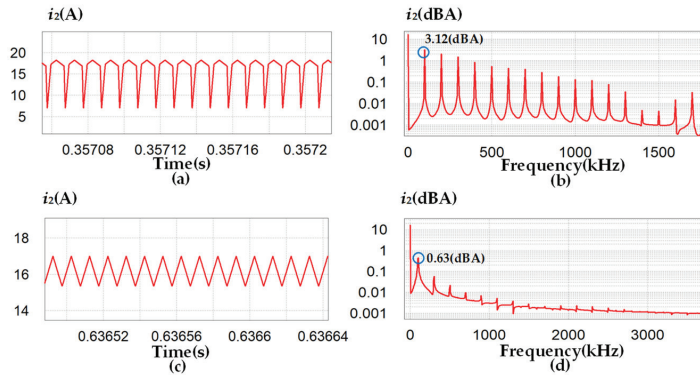 i₂(A)
20
15
10
5
0.35708
0.35712
0.35716
0.3572
Time(s)
(a)
i₂(dBA)
3.12(dBA)
10
1
0.1
0.01
0.001
0
500
1000
1500
Frequency(kHz)
(b)
i₂(A)
18
16
14
0.63652
0.63656
0.6366
0.63664
Time(s)
(c)
i₂(dBA)
0.63(dBA)
10
1
0.1
0.01
0.001
0
1000
2000
3000
Frequency(kHz)
(d)